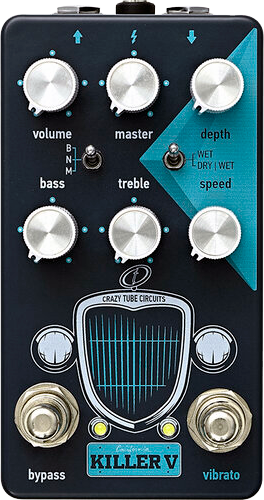 volume master depth
B
N
M
WET
DRY | WET
bass treble speed
CRAZY TUBE CIRCUITS
California
KILLER V
bypass vibrato